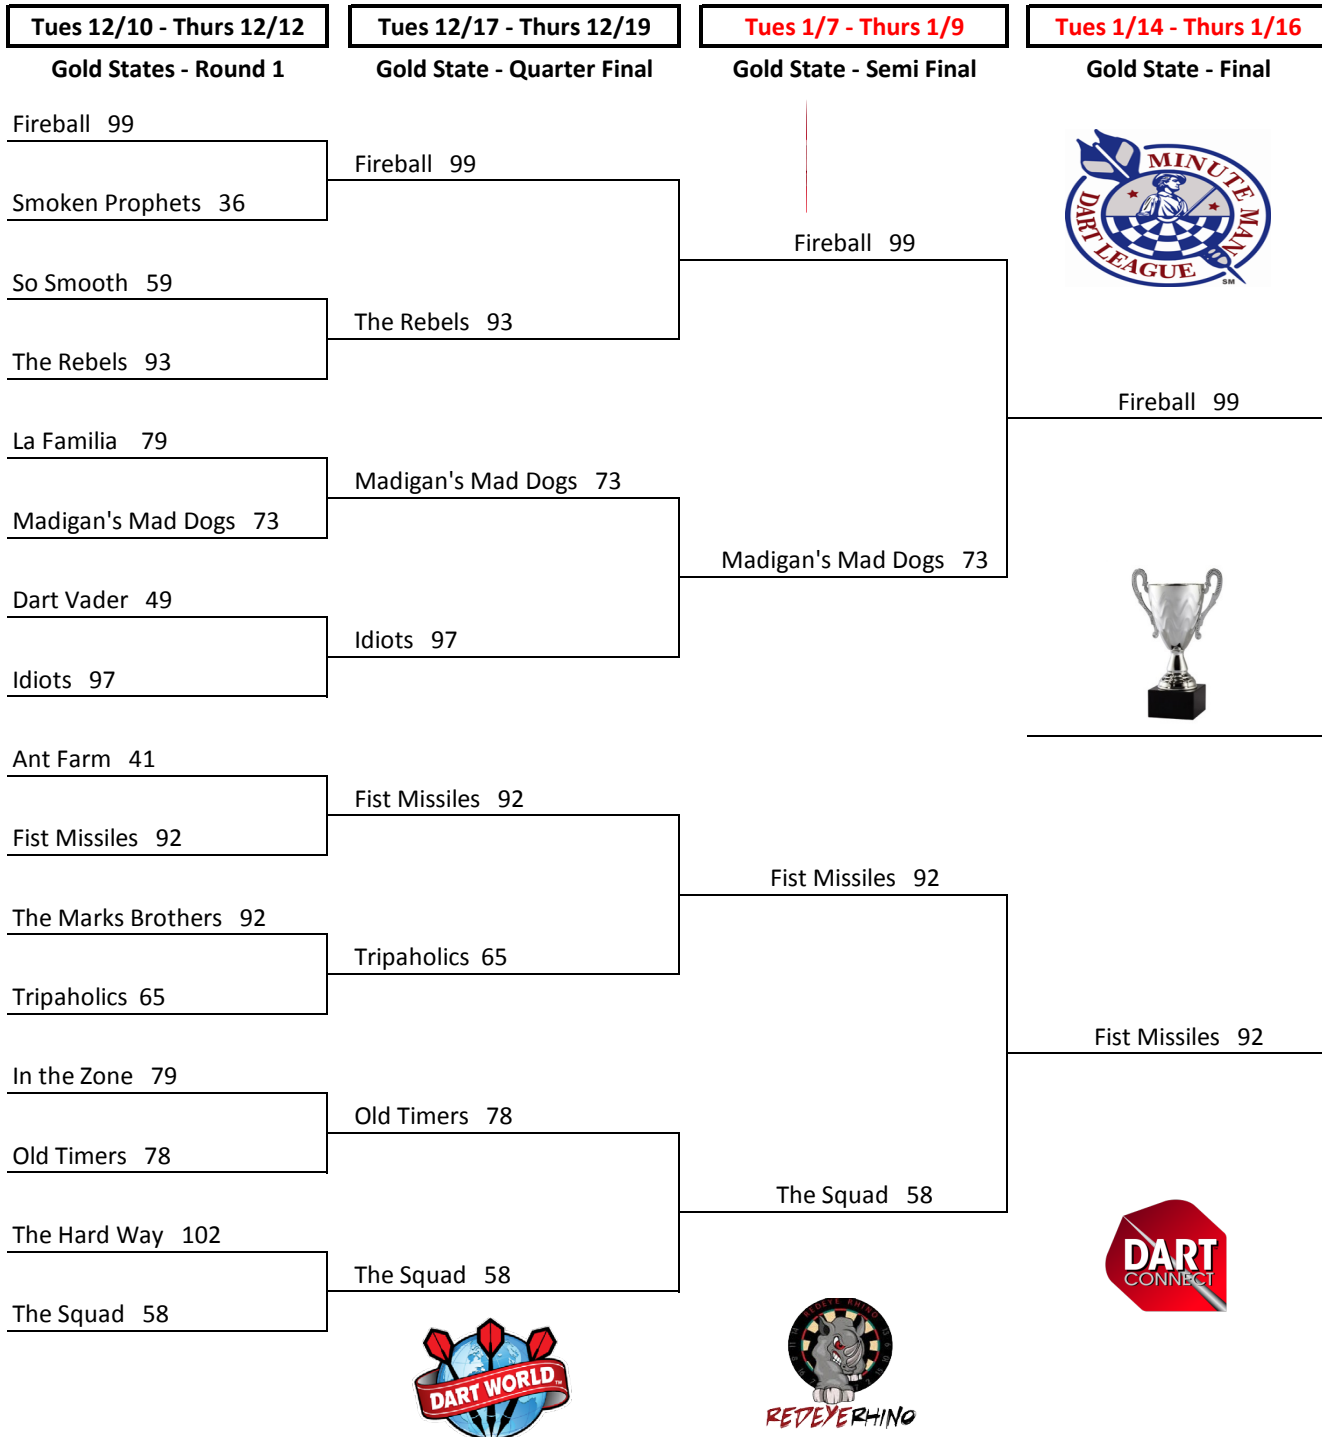 Tues 12/10 - Thurs 12/12
Tues 12/17 - Thurs 12/19
Tues 1/7 - Thurs 1/9
Tues 1/14 - Thurs 1/16
Gold States - Round 1
Gold State - Quarter Final
Gold State - Semi Final
Gold State - Final
Fireball 99
Smoken Prophets 36
So Smooth 59
The Rebels 93
La Familia 79
Madigan's Mad Dogs 73
Dart Vader 49
Idiots 97
Ant Farm 41
Fist Missiles 92
The Marks Brothers 92
Tripaholics 65
In the Zone 79
Old Timers 78
The Hard Way 102
The Squad 58
Fireball 99
The Rebels 93
Madigan's Mad Dogs 73
Idiots 97
Fist Missiles 92
Tripaholics 65
Old Timers 78
The Squad 58
DART WORLD
Fireball 99
Madigan's Mad Dogs 73
Fist Missiles 92
The Squad 58
REDEYE RHINO
REDEYERHINO
MINUTE MAN
DART LEAGUE
SM
Fireball 99
Fist Missiles 92
DART
CONNECT